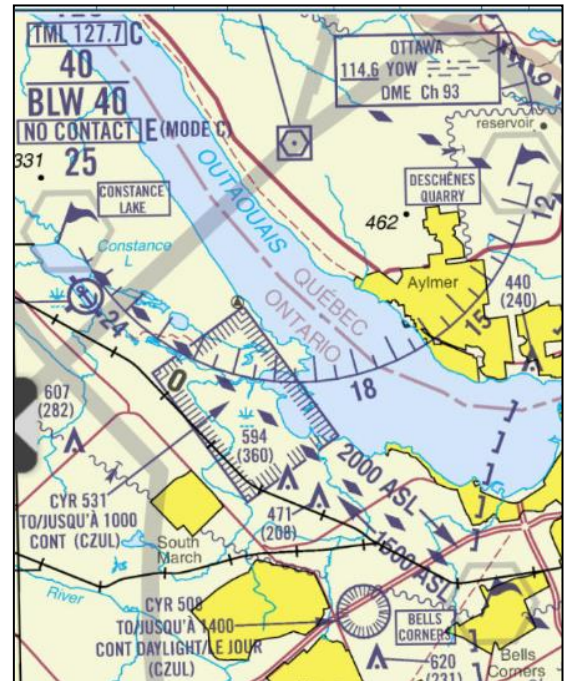 TML 127.7 C
40
BLW 40
NO CONTACT E (MODE C)
25
331
CONSTANCE
LAKE
Constance
L
OTTAWA
114.6 YOW
DME Ch 93
reservoir
DESCHÊNES
QUARRY
12
462
Aylmer
440
(240)
15
OUTAOUAIS
QUÉBEC
ONTARIO
18
24
0
607
(282)
594
(360)
2000 ASL
1500 ASL
471
(208)
CYR 531
TO/JUSQU'À 1000
CONT (CZUL)
South
March
River
CYR 508
TO/JUSQU'À 1400
CONT DAYLIGHT/LE JOUR
(CZUL)
BELLS
CORNERS
620
(231)
Bells
Corners